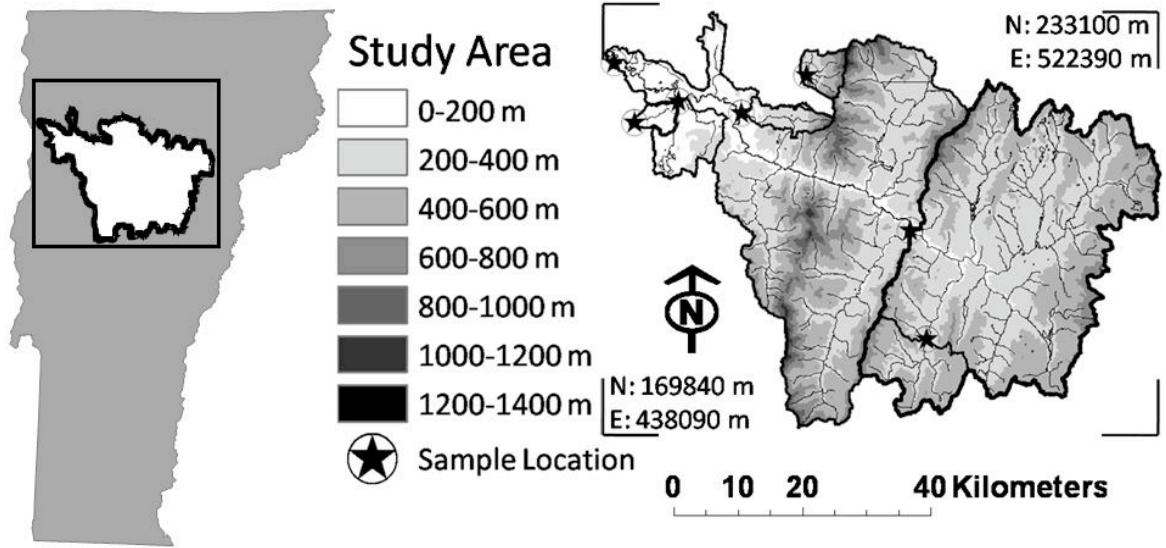 Study Area
0-200 m
200-400 m
400-600 m
600-800 m
800-1000 m
1000-1200 m
1200-1400 m
Sample Location
N: 233100 m
E: 522390 m
N
N: 169840 m
E: 438090 m
0 10 20 40 Kilometers